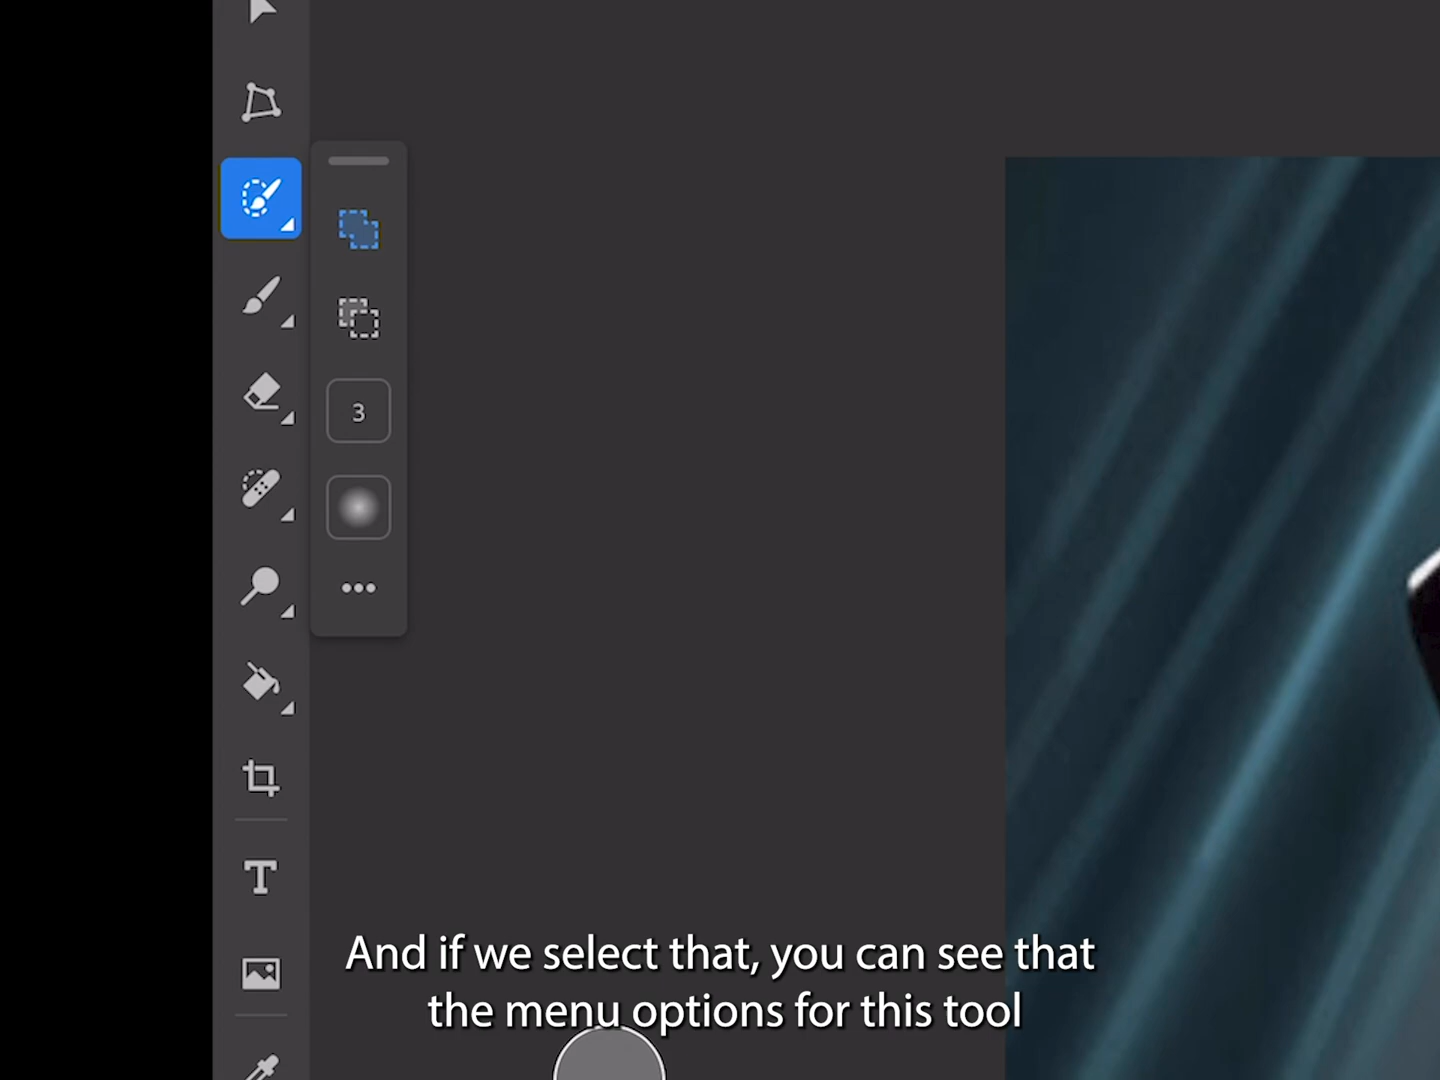 3
And if we select that, you can see that
the menu options for this tool